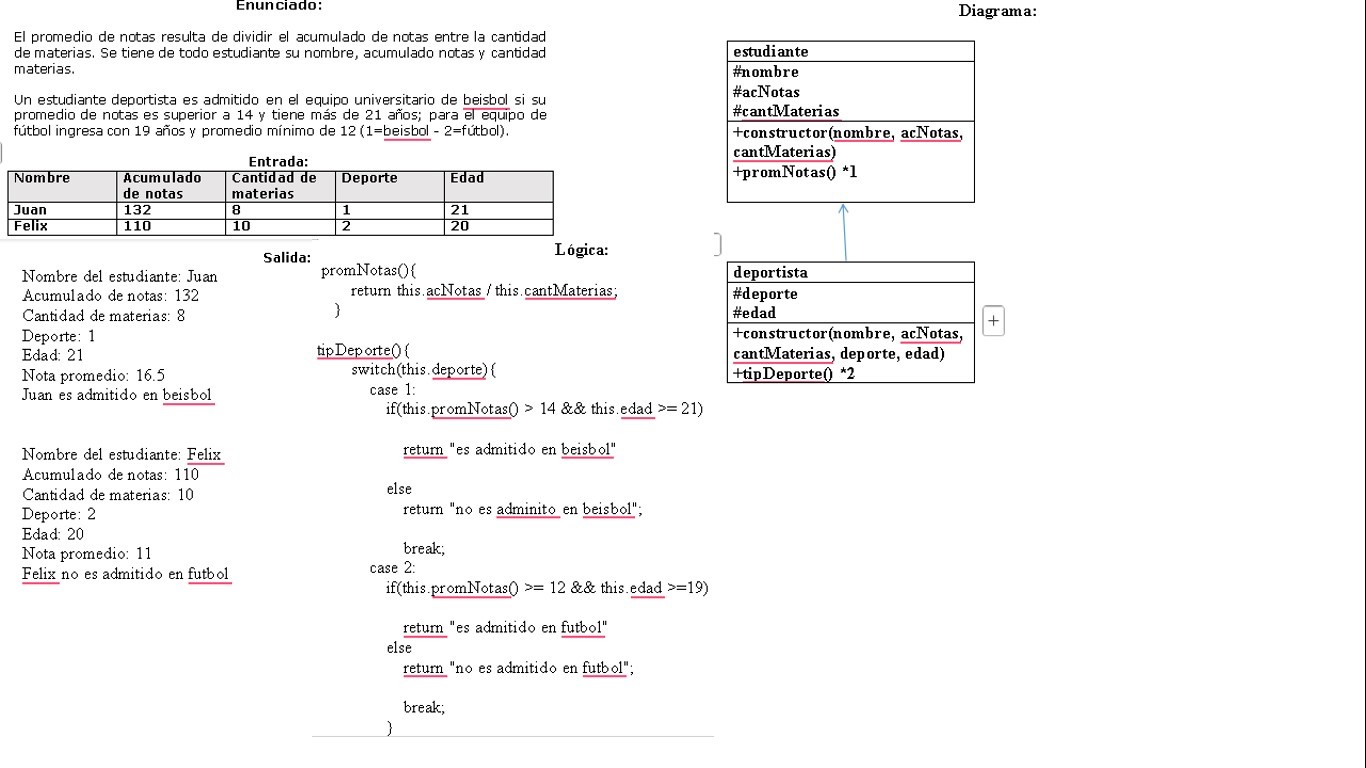 Enunciado:
El promedio de notas resulta de dividir el acumulado de notas entre la cantidad
de materias. Se tiene de todo estudiante su nombre, acumulado notas y cantidad
materias.
Un estudiante deportista es admitido en el equipo universitario de beisbol si su
promedio de notas es superior a 14 y tiene más de 21 años; para el equipo de
fútbol ingresa con 19 años y promedio mínimo de 12 (1=beisbol - 2=fútbol).
Entrada:
Nombre Acumulado de notas Cantidad de materias Deporte Edad
Juan 132 8 1 21
Felix 110 10 2 20
Salida:
Nombre del estudiante: Juan
Acumulado de notas: 132
Cantidad de materias: 8
Deporte: 1
Edad: 21
Nota promedio: 16.5
Juan es admitido en beisbol
Nombre del estudiante: Felix
Acumulado de notas: 110
Cantidad de materias: 10
Deporte: 2
Edad: 20
Nota promedio: 11
Felix no es admitido en futbol
Lógica:
promNotas(){
return this.acNotas / this.cantMaterias;
}
tipDeporte(){
switch(this.deporte){
case 1:
if(this.promNotas() > 14 && this.edad >= 21)
return "es admitido en beisbol"
else
return "no es adminito en beisbol";
break;
case 2:
if(this.promNotas() >= 12 && this.edad >=19)
return "es admitido en futbol"
else
return "no es admitido en futbol";
break;
}
Diagrama:
estudiante
#nombre
#acNotas
#cantMaterias
+constructor(nombre, acNotas,
cantMaterias)
+promNotas() *1
deportista
#deporte
#edad
+constructor(nombre, acNotas,
cantMaterias, deporte, edad)
+tipDeporte() *2
+